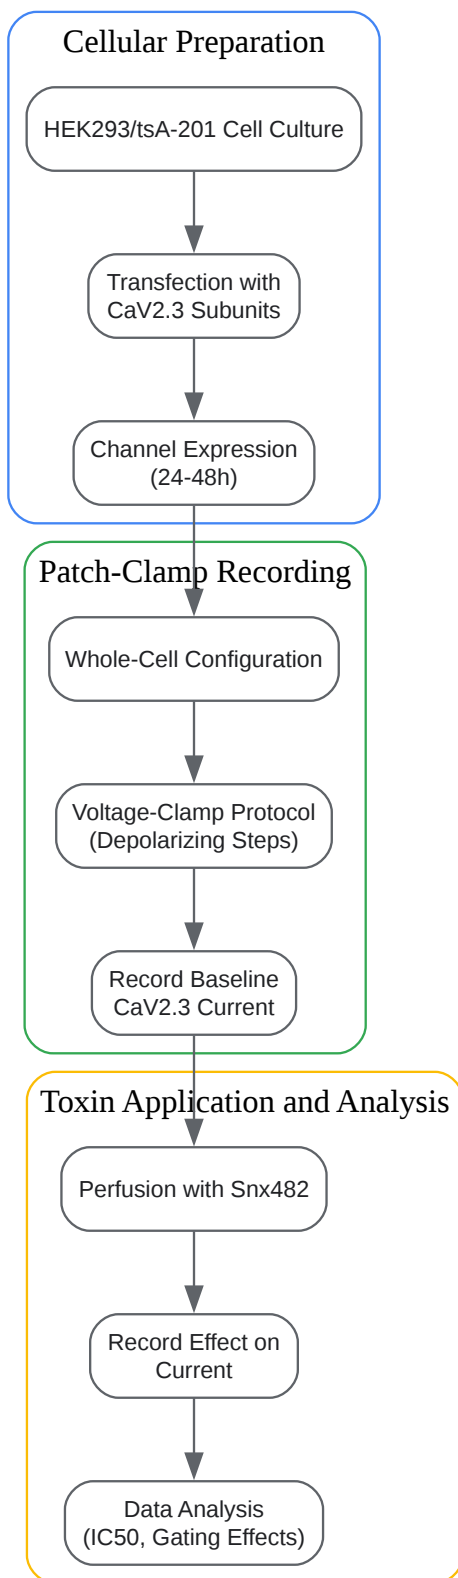 Cellular Preparation
HEK293/tsA-201 Cell Culture
Transfection with
CaV2.3 Subunits
Channel Expression
(24-48h)
Patch-Clamp Recording
Whole-Cell Configuration
Voltage-Clamp Protocol
(Depolarizing Steps)
Record Baseline
CaV2.3 Current
Toxin Application and Analysis
Perfusion with Snx482
Record Effect on
Current
Data Analysis
(IC50, Gating Effects)